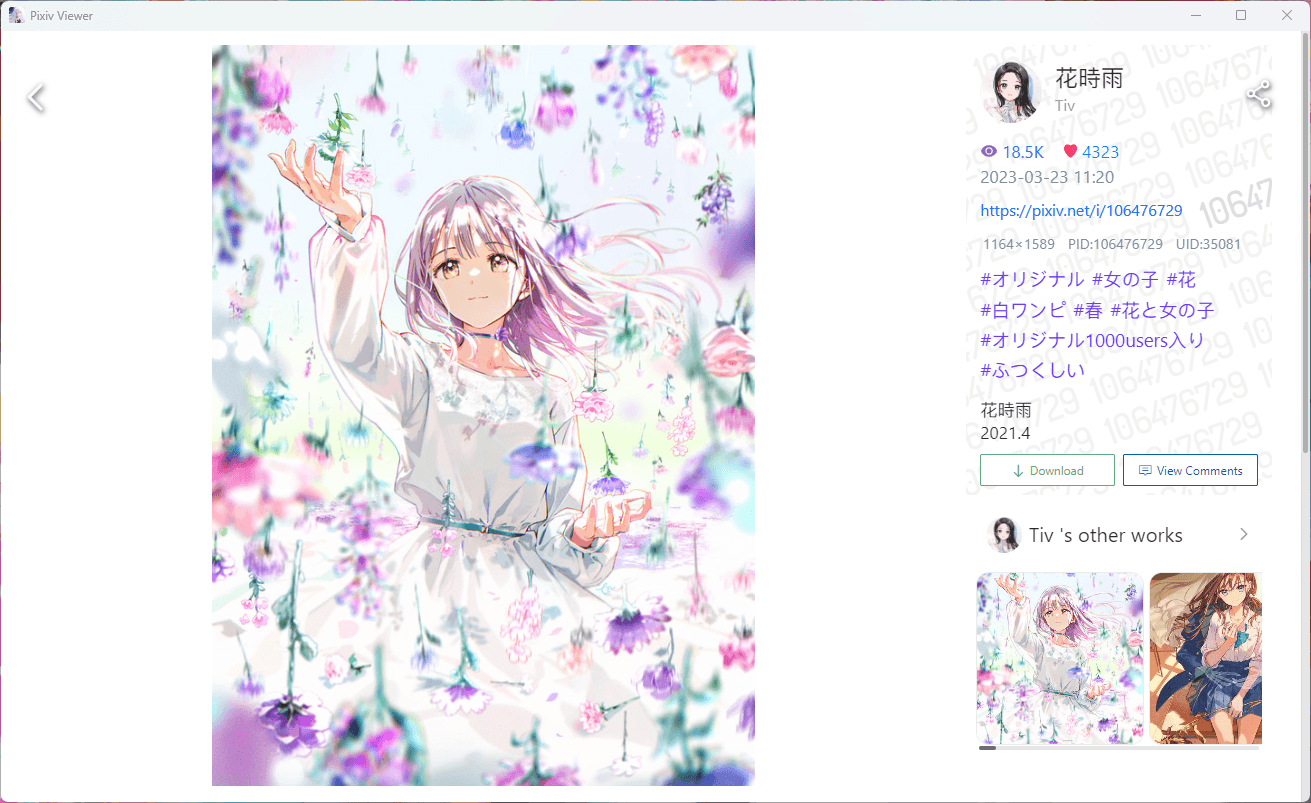 Pixiv Viewer
花時雨
Tiv
18.5K 4323
2023-03-23 11:20
https://pixiv.net/i/106476729
1164×1589 PID:106476729 UID:35081
#オリジナル #女の子 #花
#白ワンピ #春 #花と女の子
#オリジナル1000users入り
#ふつくしい
花時雨
2021.4
Download View Comments
Tiv 's other works
106476729